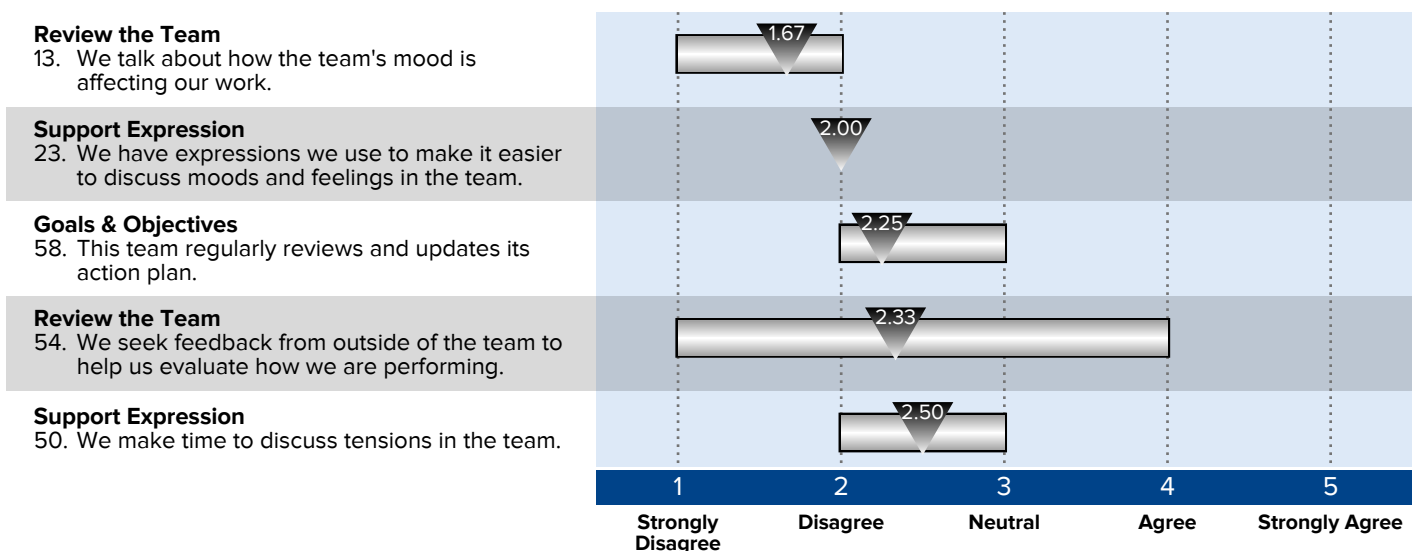 Review the Team
13. We talk about how the team's mood is
affecting our work.
1.67
Support Expression
23. We have expressions we use to make it easier
to discuss moods and feelings in the team.
2.00
Goals & Objectives
58. This team regularly reviews and updates its
action plan.
2.25
Review the Team
54. We seek feedback from outside of the team to
help us evaluate how we are performing.
2.33
Support Expression
50. We make time to discuss tensions in the team.
2.50
1 2 3 4 5
Strongly Disagree Neutral Agree Strongly Agree
Disagree